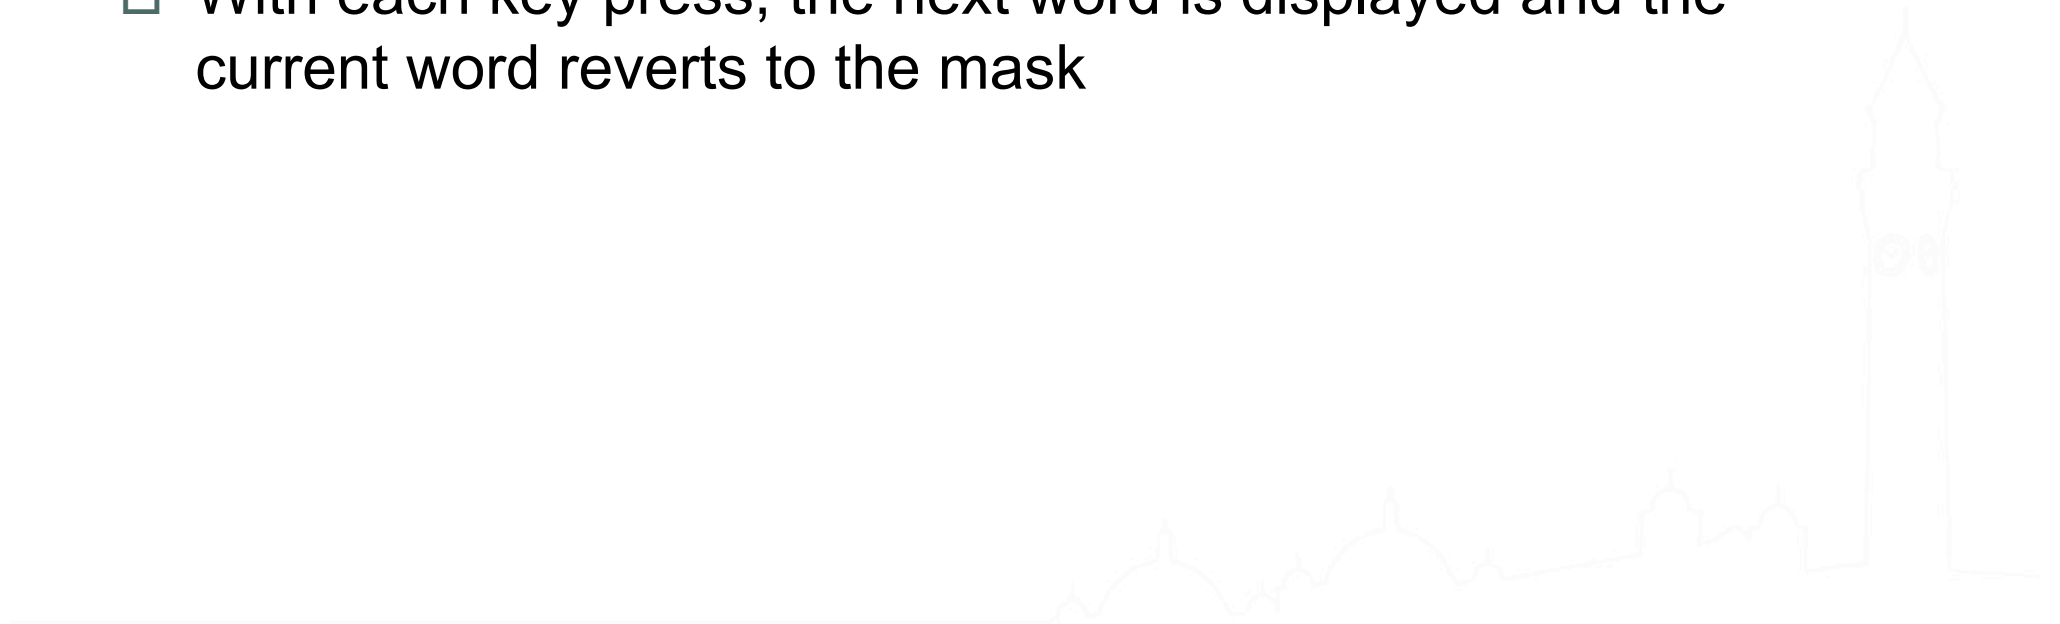 With each key press, the next word is displayed and the
current word reverts to the mask